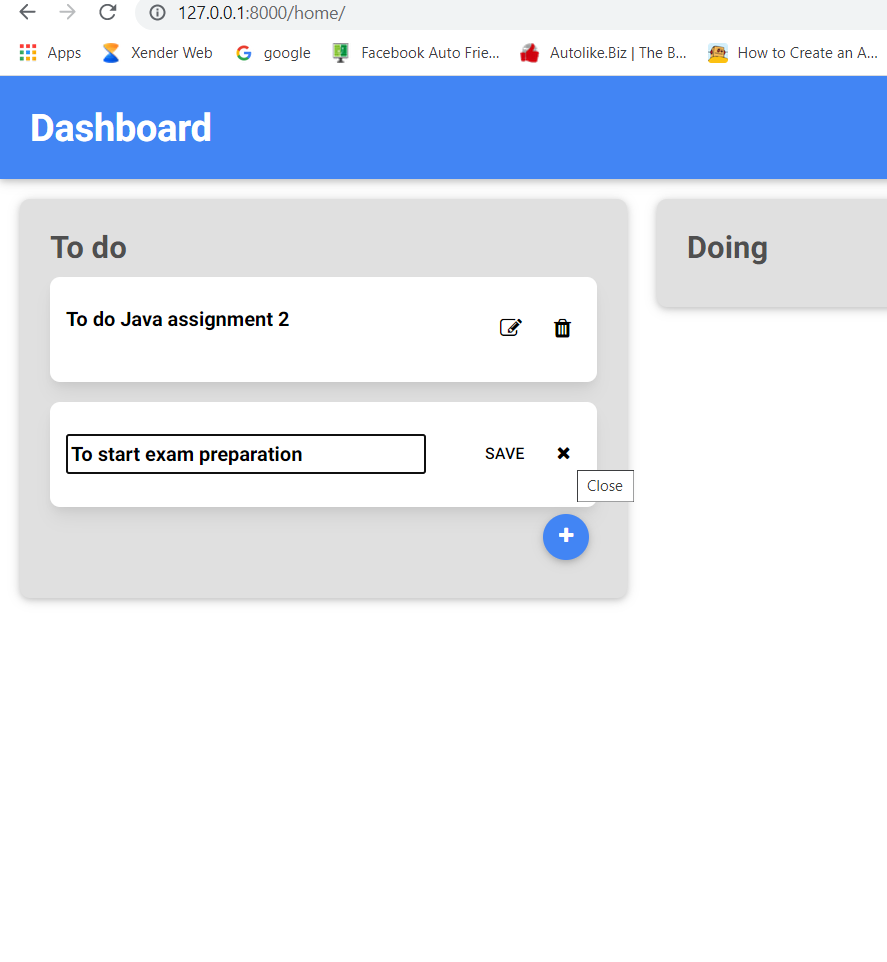 127.0.0.1:8000/home/
Apps Xender Web google Facebook Auto Frie... Autolike.Biz | The B... How to Create an A...
Dashboard
To do
To do Java assignment 2
To start exam preparation SAVE
Close
Doing